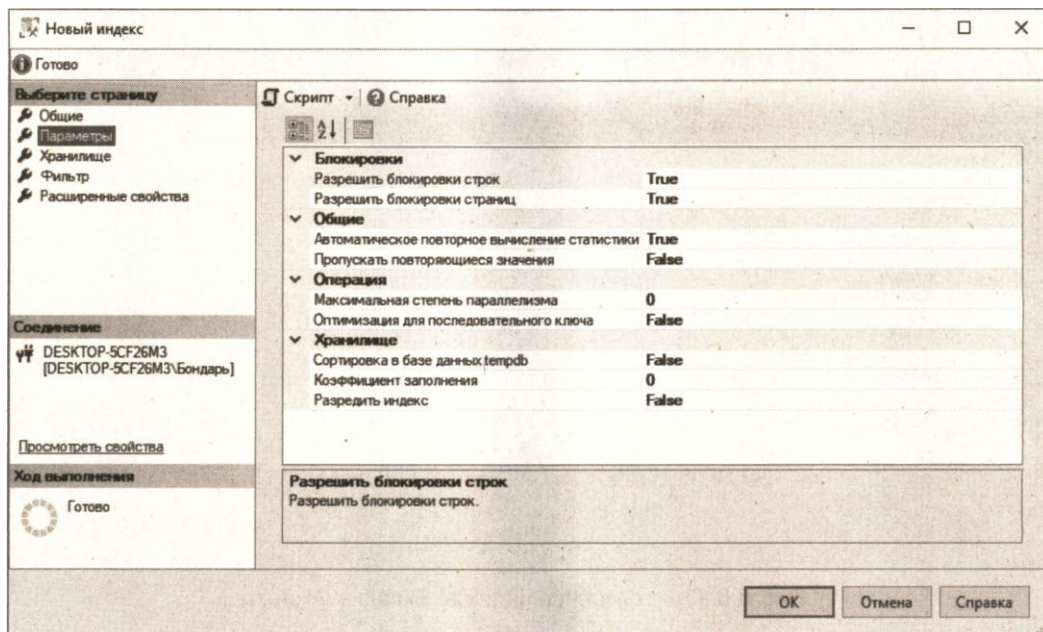 Новый индекс
Готово
Выберите страницу
Общие
Параметры
Хранилище
Фильтр
Расширенные свойства
Соединение
DESKTOP-5CF26M3
[DESKTOP-5CF26M3\Бондарь]
Просмотреть свойства
Ход выполнения
Готово
Скрипт Справка
Блокировки
Разрешить блокировки строк True
Разрешить блокировки страниц True
Общие
Автоматическое повторное вычисление статистики True
Пропускать повторяющиеся значения False
Операция
Максимальная степень параллелизма 0
Оптимизация для последовательного ключа False
Хранилище
Сортировка в базе данных tempdb False
Коэффициент заполнения 0
Разредить индекс False
Разрешить блокировки строк
Разрешить блокировки строк.
OK Отмена Справка